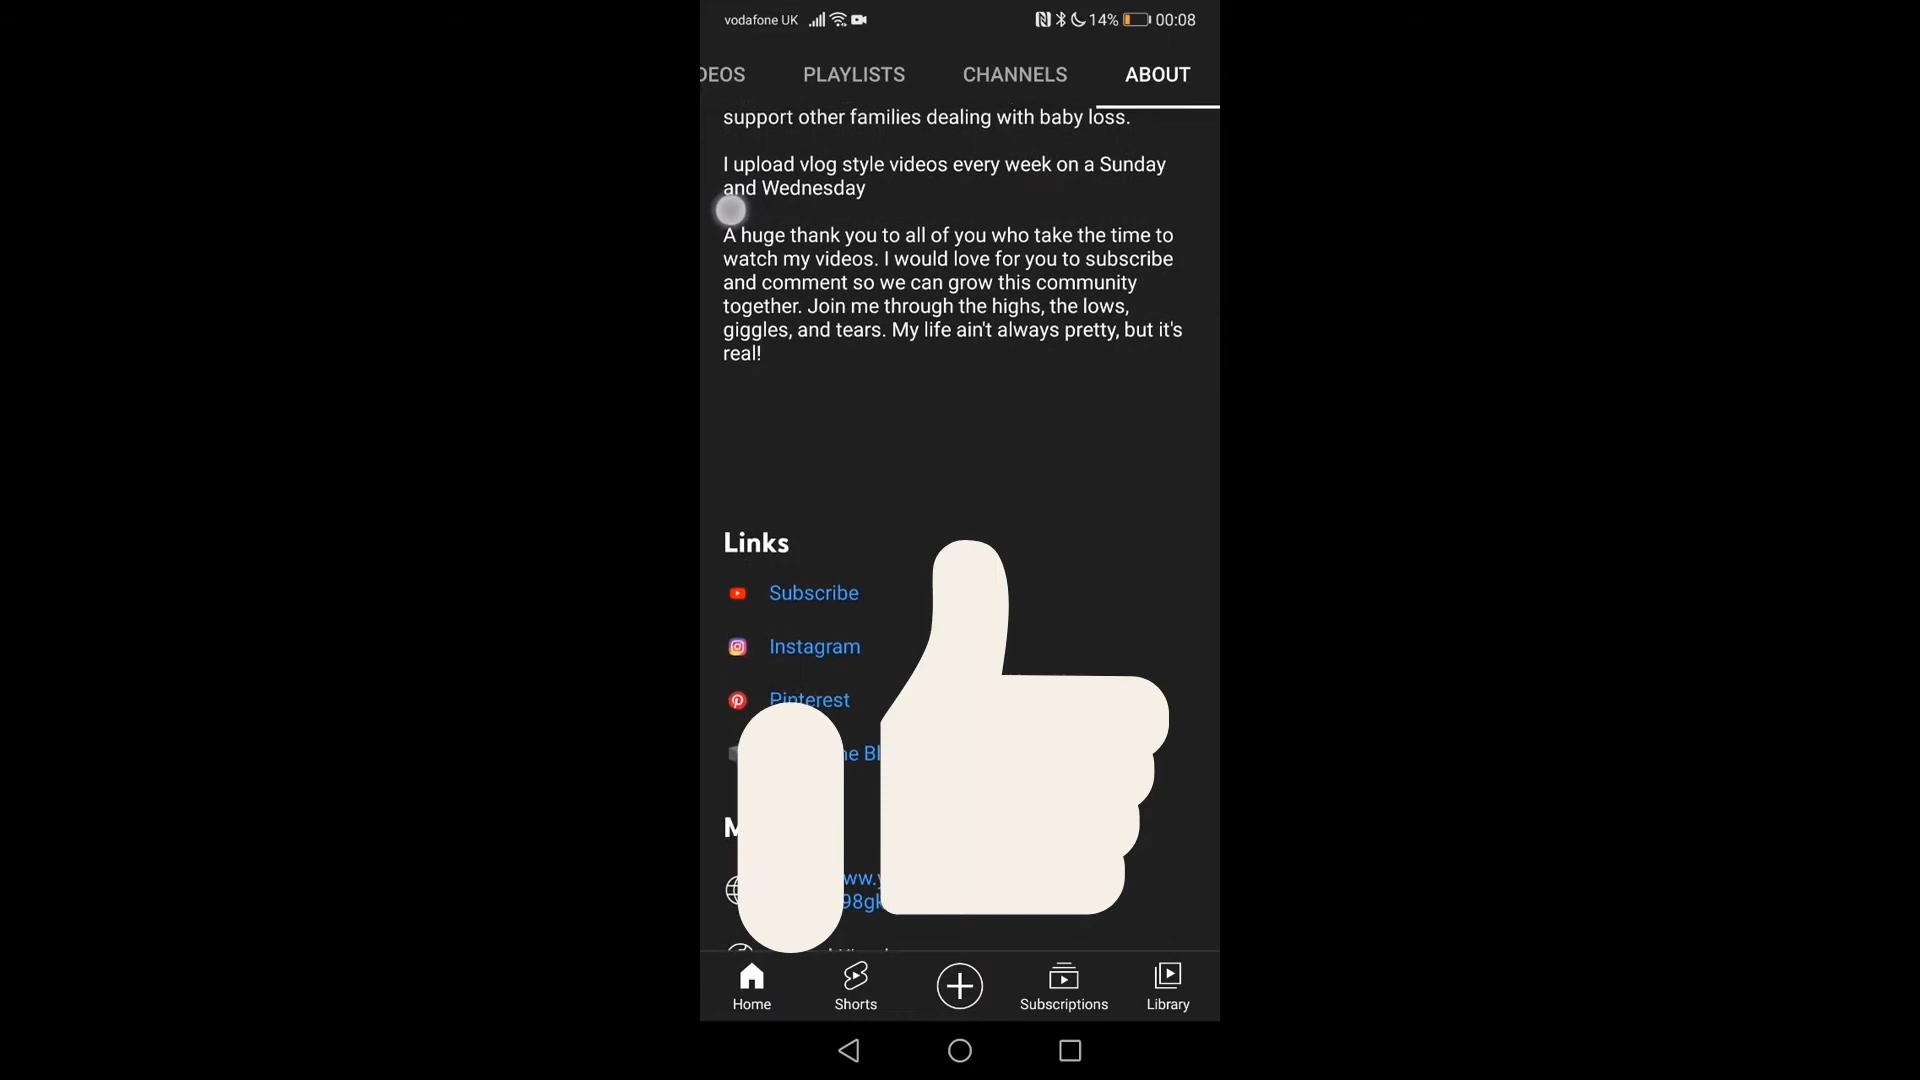 vodafone UK 14% 00:08
DEOS PLAYLISTS CHANNELS ABOUT
support other families dealing with baby loss.
I upload vlog style videos every week on a Sunday
and Wednesday
A huge thank you to all of you who take the time to
watch my videos. I would love for you to subscribe
and comment so we can grow this community
together. Join me through the highs, the lows,
giggles, and tears. My life ain't always pretty, but it's
real!
Links
Subscribe
Instagram
Pinterest
Home Shorts Subscriptions Library